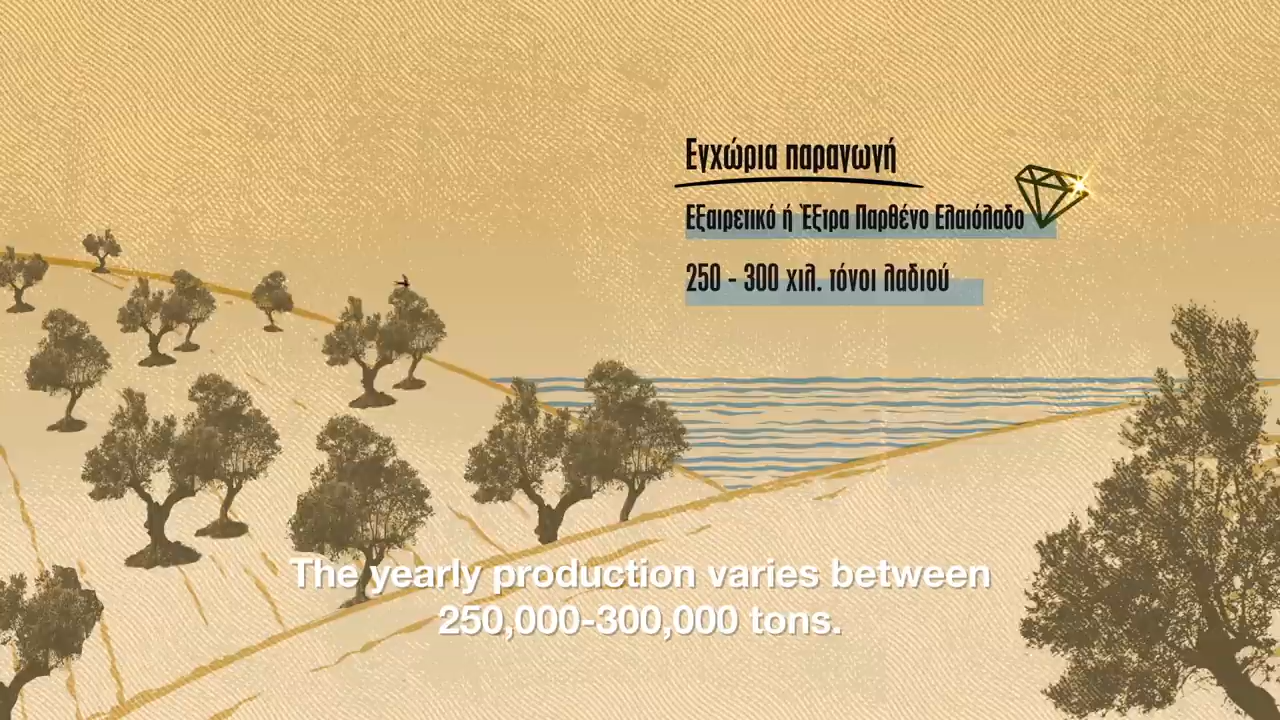 Εγχώρια παραγωγή
Εξαιρετικό ή Έξτρα Παρθένο Ελαιόλαδο
250 - 300 χιλ. τόνοι λαδιού
The yearly production varies between
250,000-300,000 tons.